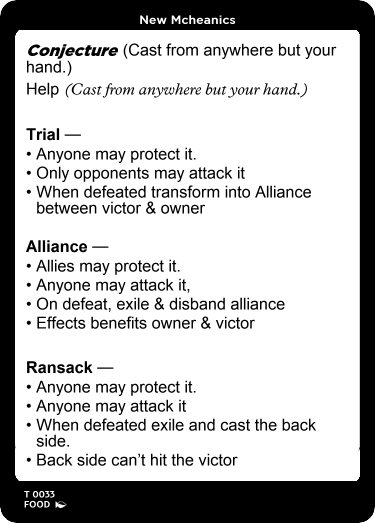 New Mcheanics
Conjecture (Cast from anywhere but your
hand.)
Help (Cast from anywhere but your hand.)
Trial —
• Anyone may protect it.
• Only opponents may attack it
• When defeated transform into Alliance
between victor & owner
Alliance —
• Allies may protect it.
• Anyone may attack it,
• On defeat, exile & disband alliance
• Effects benefits owner & victor
Ransack —
• Anyone may protect it.
• Anyone may attack it
• When defeated exile and cast the back
side.
• Back side can't hit the victor
T 0033
FOOD